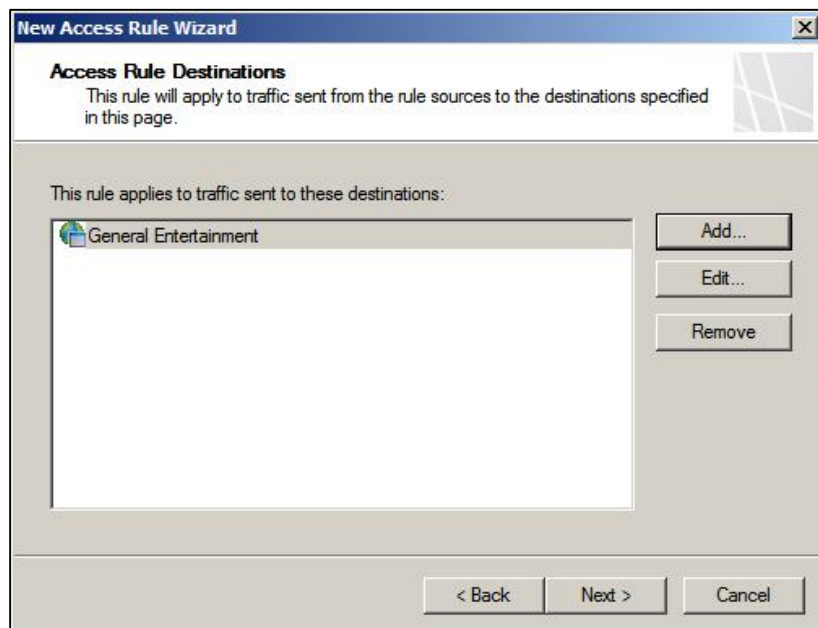 New Access Rule Wizard
Access Rule Destinations
This rule will apply to traffic sent from the rule sources to the destinations specified
in this page.
This rule applies to traffic sent to these destinations:
General Entertainment
Add...
Edit...
Remove
< Back
Next >
Cancel